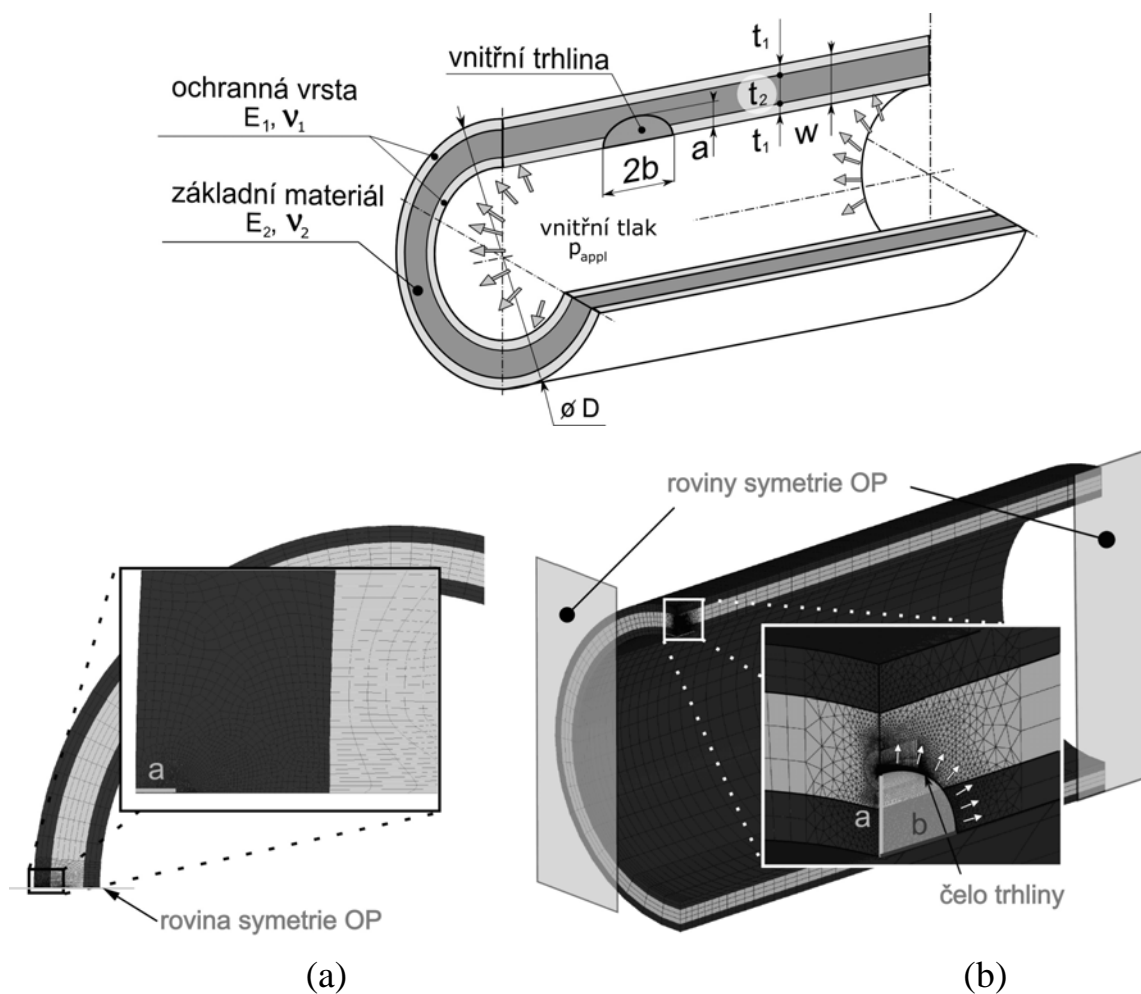 vnitřní trhlina
ochranná vrsta
E₁, ν₁
základní materiál
E₂, ν₂
t₁
t₂
t₁
w
a
2b
vnitřní tlak
pₐₚₚₗ
ø D
roviny symetrie OP
a
rovina symetrie OP
a
b
čelo trhliny
(a)
(b)